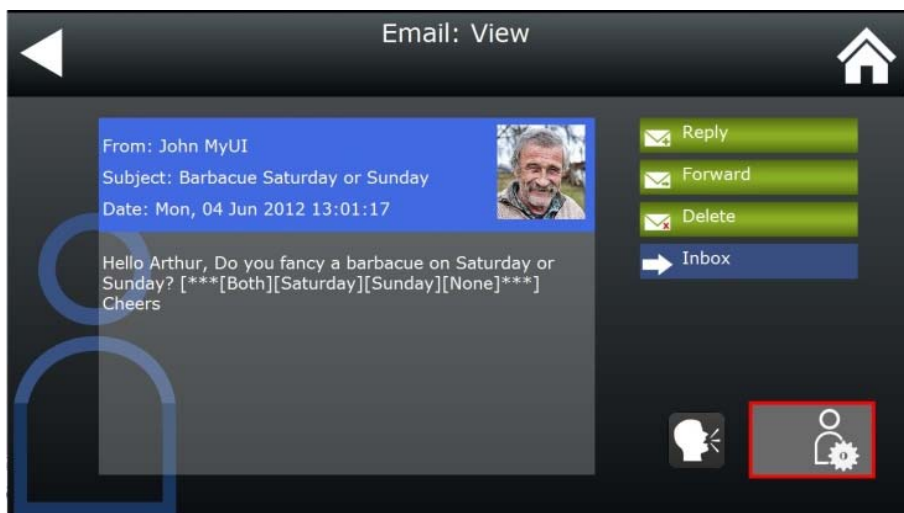 Email: View
From: John MyUI
Subject: Barbacue Saturday or Sunday
Date: Mon, 04 Jun 2012 13:01:17
Hello Arthur, Do you fancy a barbacue on Saturday or
Sunday? [***[Both][Saturday][Sunday][None]***]
Cheers
Reply
Forward
Delete
Inbox